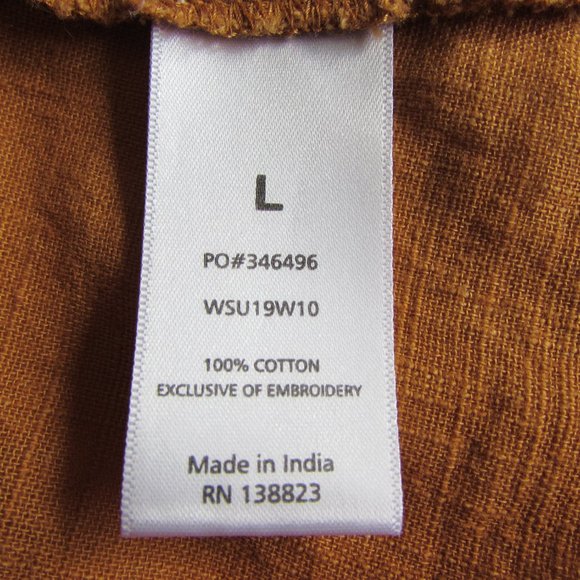 L
PO#346496
WSU19W10
100% COTTON
EXCLUSIVE OF EMBROIDERY
Made in India
RN 138823